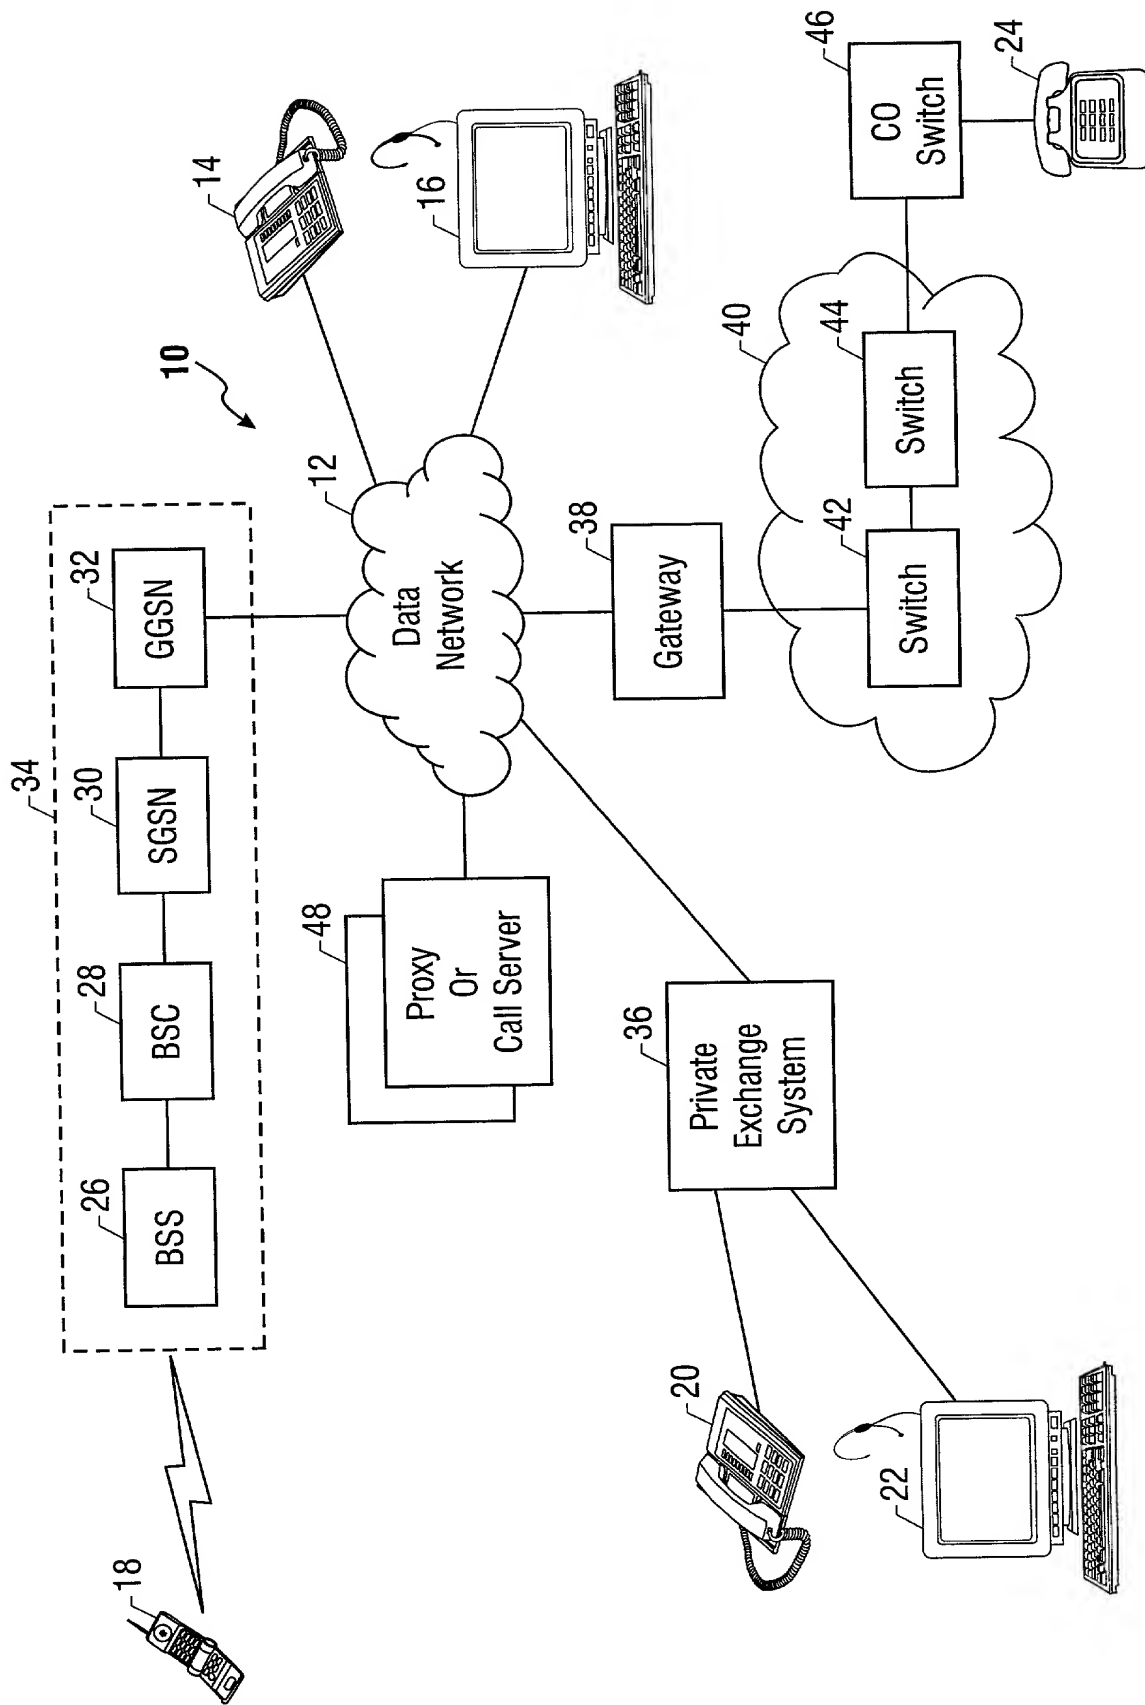 18
34
26
BSS
28
BSC
30
SGSN
32
GGSN
10
14
48
Proxy
Or
Call Server
12
Data
Network
16
20
36
Private
Exchange
System
38
Gateway
22
40
42
Switch
44
Switch
46
CO
Switch
24